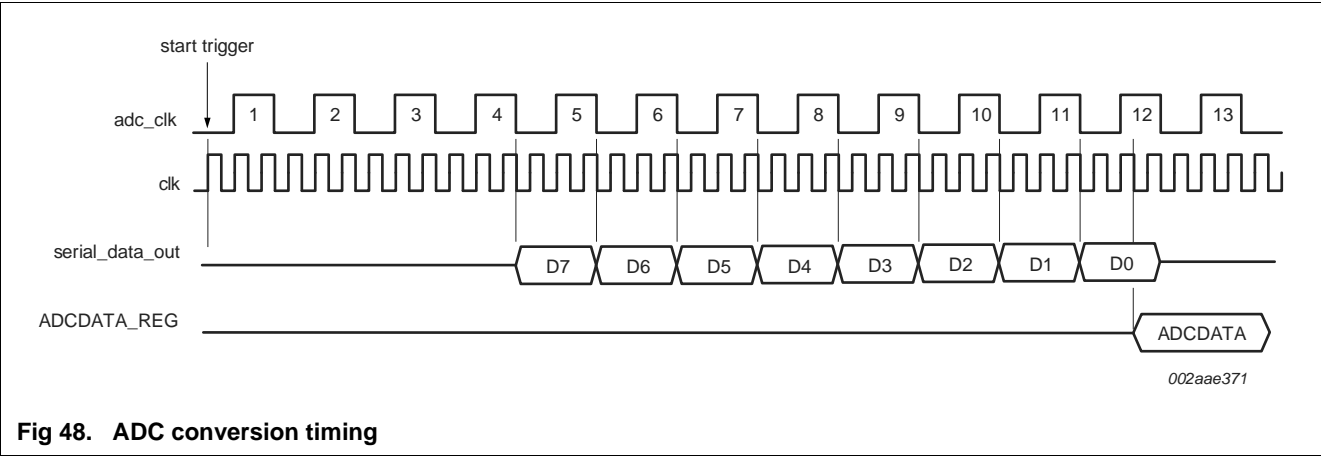 start trigger
adc_clk 1 2 3 4 5 6 7 8 9 10 11 12 13
clk
serial_data_out D7 D6 D5 D4 D3 D2 D1 D0
ADCDATA_REG ADCDATA
002aae371
Fig 48. ADC conversion timing